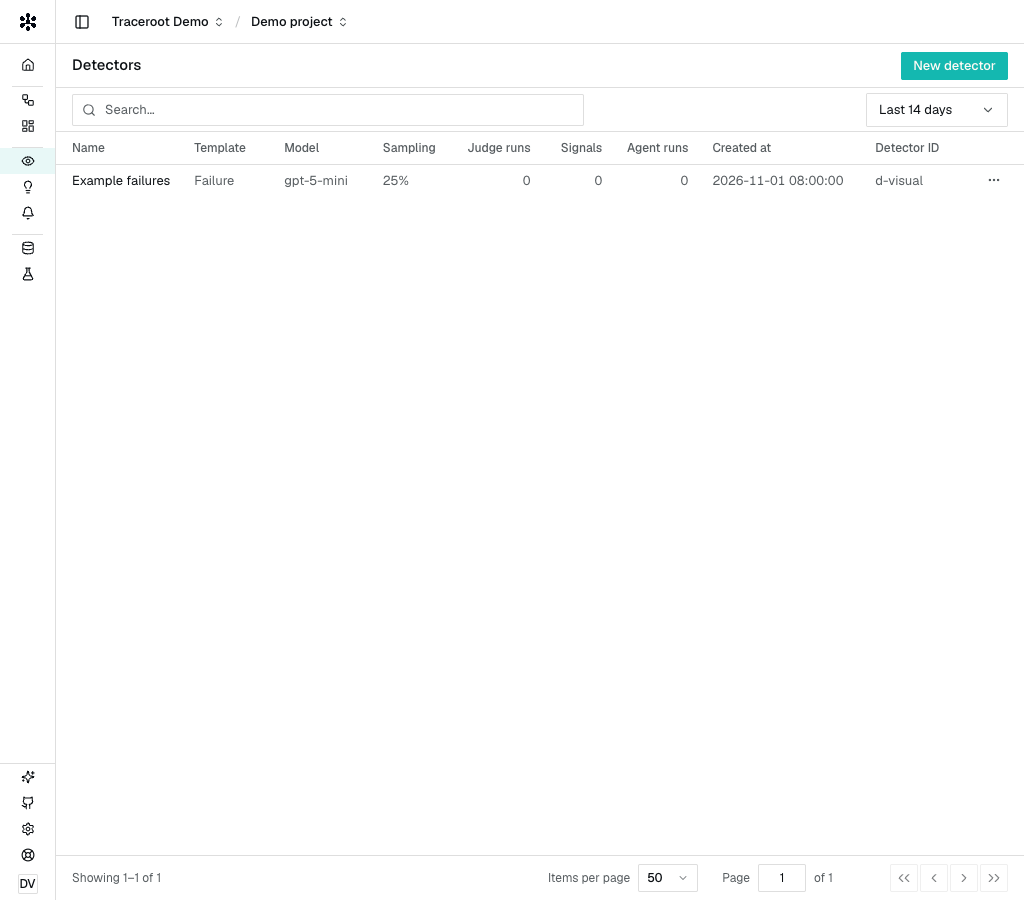 Traceroot Demo / Demo project
Detectors
New detector
Search...
Last 14 days
Name Template Model Sampling Judge runs Signals Agent runs Created at Detector ID
Example failures Failure gpt-5-mini 25% 0 0 0 2026-11-01 08:00:00 d-visual
DV
Showing 1–1 of 1 Items per page 50 Page 1 of 1